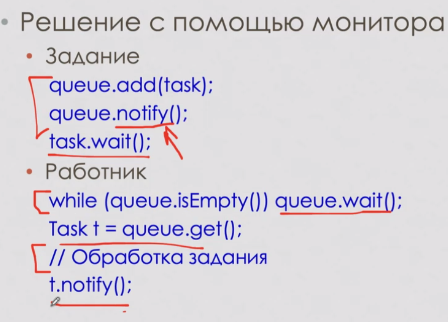 • Решение с помощью монитора
• Задание
queue.add(task);
queue.notify();
task.wait();
• Работник
while (queue.isEmpty()) queue.wait();
Task t = queue.get();
// Обработка задания
t.notify();